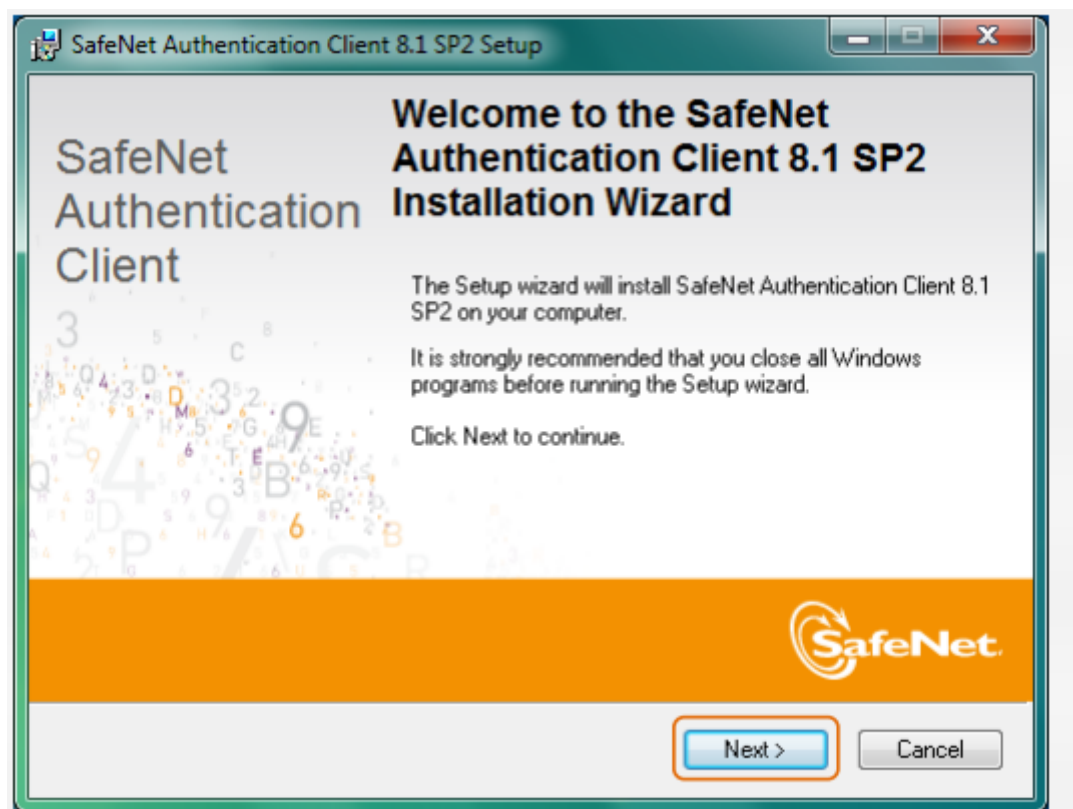 SafeNet Authentication Client 8.1 SP2 Setup
SafeNet
Authentication
Client
Welcome to the SafeNet
Authentication Client 8.1 SP2
Installation Wizard
The Setup wizard will install SafeNet Authentication Client 8.1
SP2 on your computer.
It is strongly recommended that you close all Windows
programs before running the Setup wizard.
Click Next to continue.
SafeNet.
Next >
Cancel